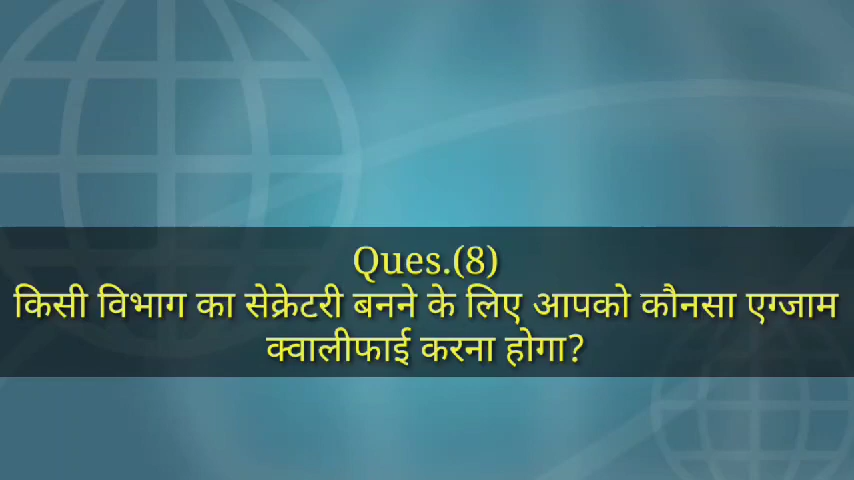 Ques.(8)
किसी विभाग का सेक्रेटरी बनने के लिए आपको कौनसा एग्जाम
क्वालीफाई करना होगा?